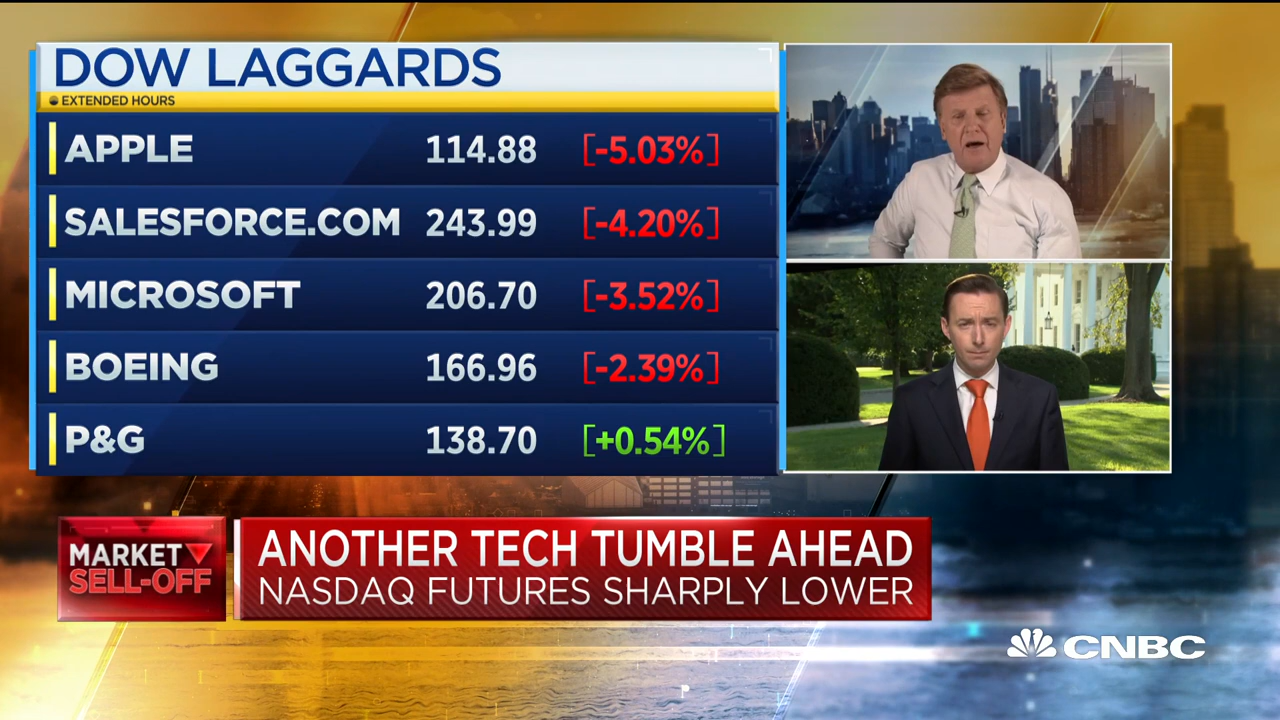 DOW LAGGARDS
EXTENDED HOURS
APPLE 114.88 [-5.03%]
SALESFORCE.COM 243.99 [-4.20%]
MICROSOFT 206.70 [-3.52%]
BOEING 166.96 [-2.39%]
P&G 138.70 [+0.54%]
MARKET
SELL-OFF
ANOTHER TECH TUMBLE AHEAD
NASDAQ FUTURES SHARPLY LOWER
CNBC
P